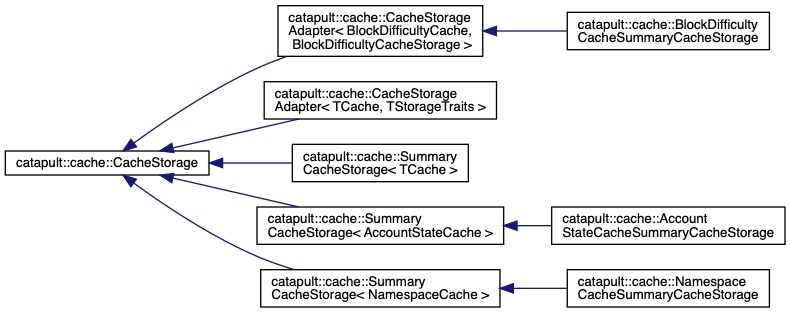 catapult::cache::CacheStorage
catapult::cache::CacheStorage
Adapter< BlockDifficultyCache,
BlockDifficultyCacheStorage >
catapult::cache::BlockDifficulty
CacheSummaryCacheStorage
catapult::cache::CacheStorage
Adapter< TCache, TStorageTraits >
catapult::cache::Summary
CacheStorage< TCache >
catapult::cache::Summary
CacheStorage< AccountStateCache >
catapult::cache::Account
StateCacheSummaryCacheStorage
catapult::cache::Summary
CacheStorage< NamespaceCache >
catapult::cache::Namespace
CacheSummaryCacheStorage